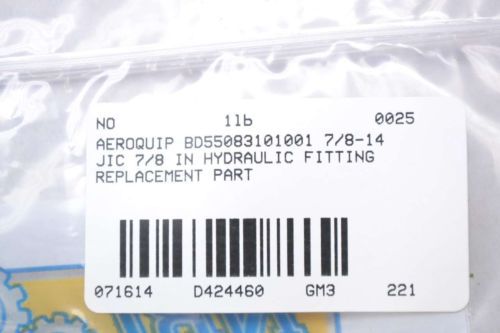 NO 1lb 0025
AEROQUIP BD55083101001 7/8-14
JIC 7/8 IN HYDRAULIC FITTING
REPLACEMENT PART
071614 D424460 GM3 221